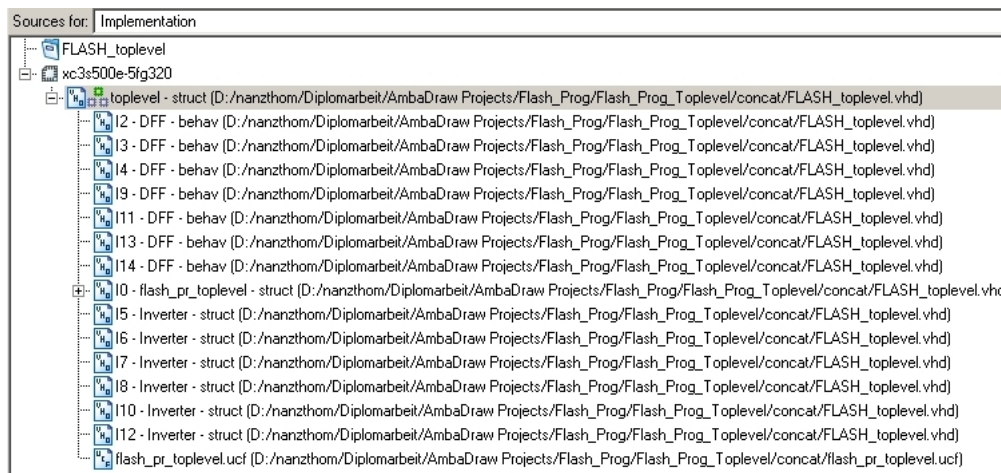 Sources for: Implementation
FLASH_toplevel
xc3s500e-5fg320
toplevel - struct (D:/nanzthom/Diplomarbeit/AmbaDraw Projects/Flash_Prog/Flash_Prog_Toplevel/concat/FLASH_toplevel.vhd)
I2 - DFF - behav (D:/nanzthom/Diplomarbeit/AmbaDraw Projects/Flash_Prog/Flash_Prog_Toplevel/concat/FLASH_toplevel.vhd)
I3 - DFF - behav (D:/nanzthom/Diplomarbeit/AmbaDraw Projects/Flash_Prog/Flash_Prog_Toplevel/concat/FLASH_toplevel.vhd)
I4 - DFF - behav (D:/nanzthom/Diplomarbeit/AmbaDraw Projects/Flash_Prog/Flash_Prog_Toplevel/concat/FLASH_toplevel.vhd)
I9 - DFF - behav (D:/nanzthom/Diplomarbeit/AmbaDraw Projects/Flash_Prog/Flash_Prog_Toplevel/concat/FLASH_toplevel.vhd)
I11 - DFF - behav (D:/nanzthom/Diplomarbeit/AmbaDraw Projects/Flash_Prog/Flash_Prog_Toplevel/concat/FLASH_toplevel.vhd)
I13 - DFF - behav (D:/nanzthom/Diplomarbeit/AmbaDraw Projects/Flash_Prog/Flash_Prog_Toplevel/concat/FLASH_toplevel.vhd)
I14 - DFF - behav (D:/nanzthom/Diplomarbeit/AmbaDraw Projects/Flash_Prog/Flash_Prog_Toplevel/concat/FLASH_toplevel.vhd)
I0 - flash_pr_toplevel - struct (D:/nanzthom/Diplomarbeit/AmbaDraw Projects/Flash_Prog/Flash_Prog_Toplevel/concat/FLASH_toplevel.vhd
I5 - Inverter - struct (D:/nanzthom/Diplomarbeit/AmbaDraw Projects/Flash_Prog/Flash_Prog_Toplevel/concat/FLASH_toplevel.vhd)
I6 - Inverter - struct (D:/nanzthom/Diplomarbeit/AmbaDraw Projects/Flash_Prog/Flash_Prog_Toplevel/concat/FLASH_toplevel.vhd)
I7 - Inverter - struct (D:/nanzthom/Diplomarbeit/AmbaDraw Projects/Flash_Prog/Flash_Prog_Toplevel/concat/FLASH_toplevel.vhd)
I8 - Inverter - struct (D:/nanzthom/Diplomarbeit/AmbaDraw Projects/Flash_Prog/Flash_Prog_Toplevel/concat/FLASH_toplevel.vhd)
I10 - Inverter - struct (D:/nanzthom/Diplomarbeit/AmbaDraw Projects/Flash_Prog/Flash_Prog_Toplevel/concat/FLASH_toplevel.vhd)
I12 - Inverter - struct (D:/nanzthom/Diplomarbeit/AmbaDraw Projects/Flash_Prog/Flash_Prog_Toplevel/concat/FLASH_toplevel.vhd)
flash_pr_toplevel.ucf (D:/nanzthom/Diplomarbeit/AmbaDraw Projects/Flash_Prog/Flash_Prog_Toplevel/concat/flash_pr_toplevel.ucf)